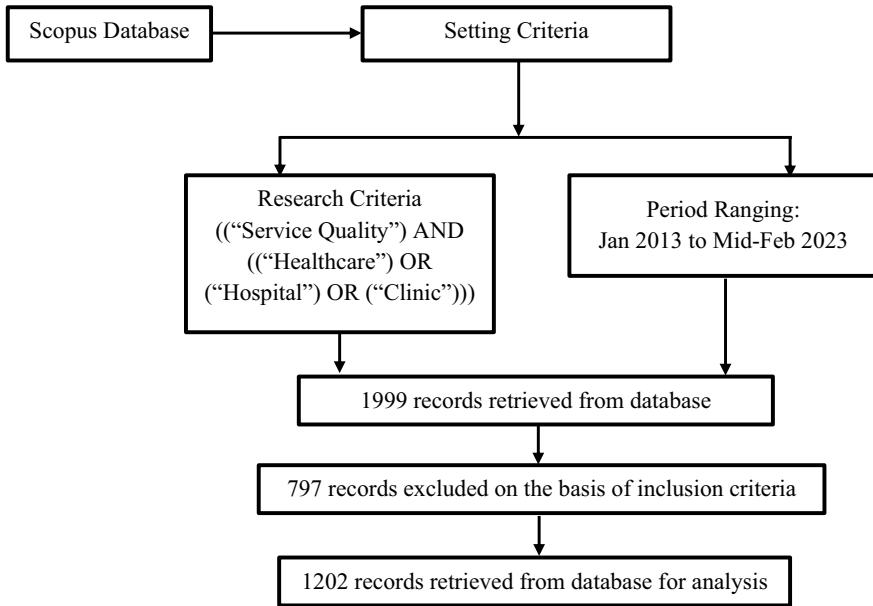 Scopus Database
Setting Criteria
Research Criteria
((“Service Quality”) AND
((“Healthcare”) OR
(“Hospital”) OR (“Clinic”)))
Period Ranging:
Jan 2013 to Mid-Feb 2023
1999 records retrieved from database
797 records excluded on the basis of inclusion criteria
1202 records retrieved from database for analysis